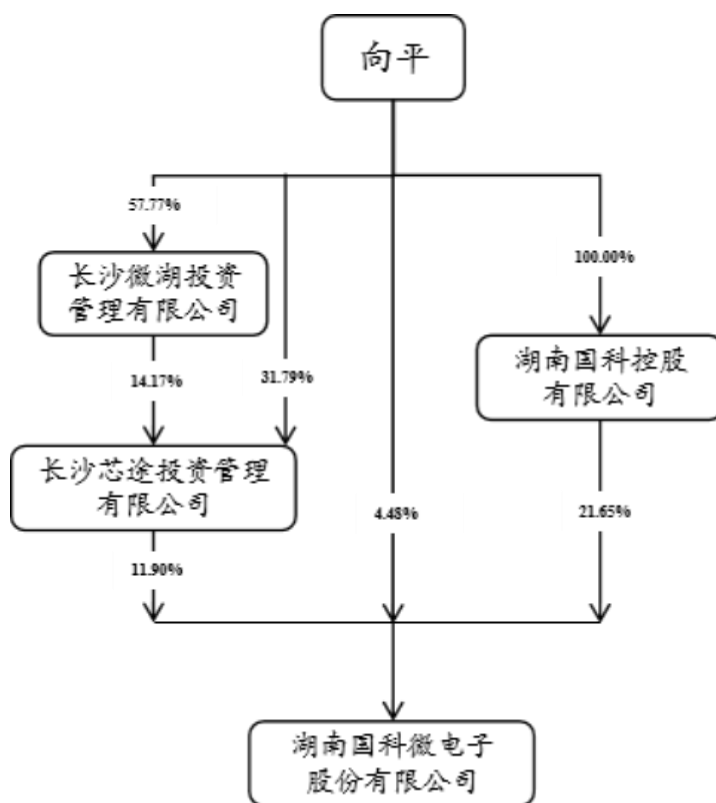 向平
57.77%
100.00%
长沙微湖投资
管理有限公司
湖南国科控股
有限公司
14.17%
31.79%
长沙芯途投资管理
有限公司
4.48%
21.65%
11.90%
湖南国科微电子
股份有限公司